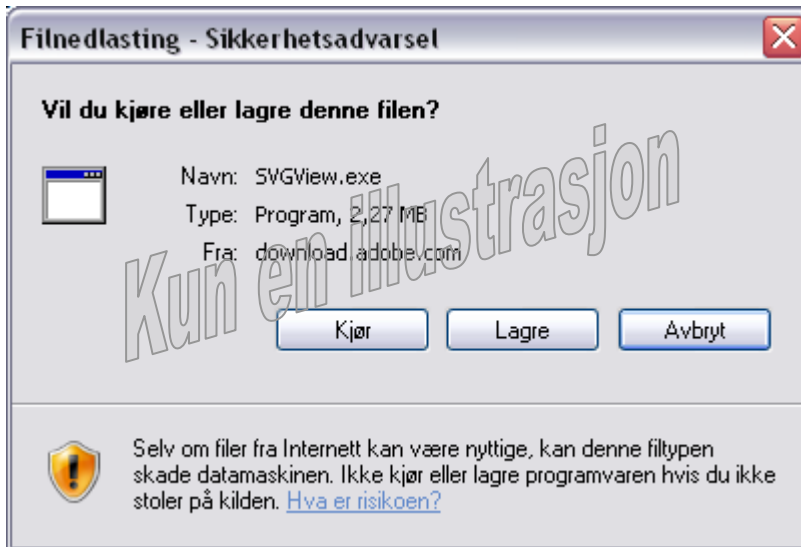 Filnedlasting - Sikkerhetsadvarsel
Vil du kjøre eller lagre denne filen?
Navn: SVGView.exe
Type: Program, 2,27 MB
Fra: download.adobe.com
Kun en illustrasjon
Kjør Lagre Avbryt
Selv om filer fra Internett kan være nyttige, kan denne filtypen
skade datamaskinen. Ikke kjør eller lagre programvaren hvis du ikke
stoler på kilden. Hva er risikoen?